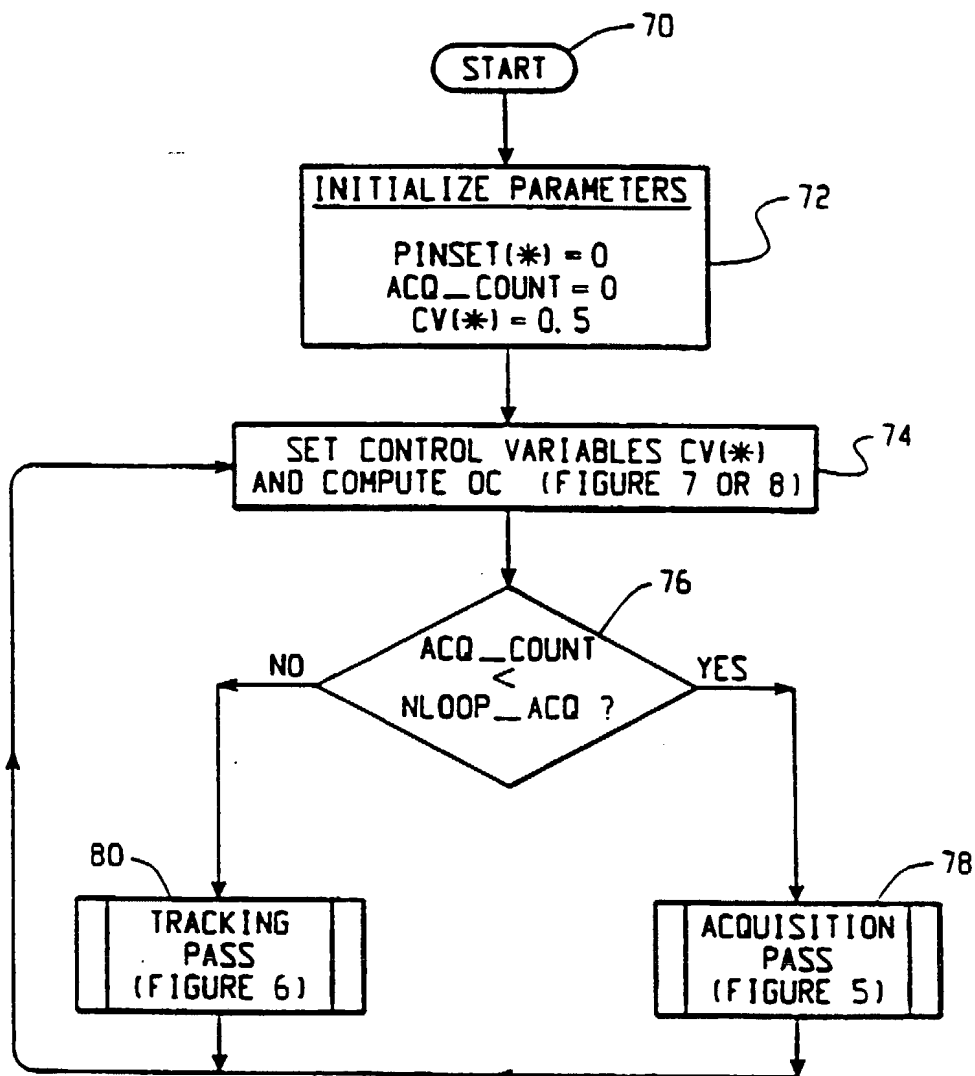 70
START
INITIALIZE PARAMETERS
72
PINSET(*) = 0
ACQ_COUNT = 0
CV(*) = 0.5
SET CONTROL VARIABLES CV(*)
74
AND COMPUTE OC (FIGURE 7 OR 8)
76
ACQ_COUNT
NO
<
YES
NLOOP_ACQ ?
80
78
TRACKING
PASS
(FIGURE 6)
ACQUISITION
PASS
(FIGURE 5)